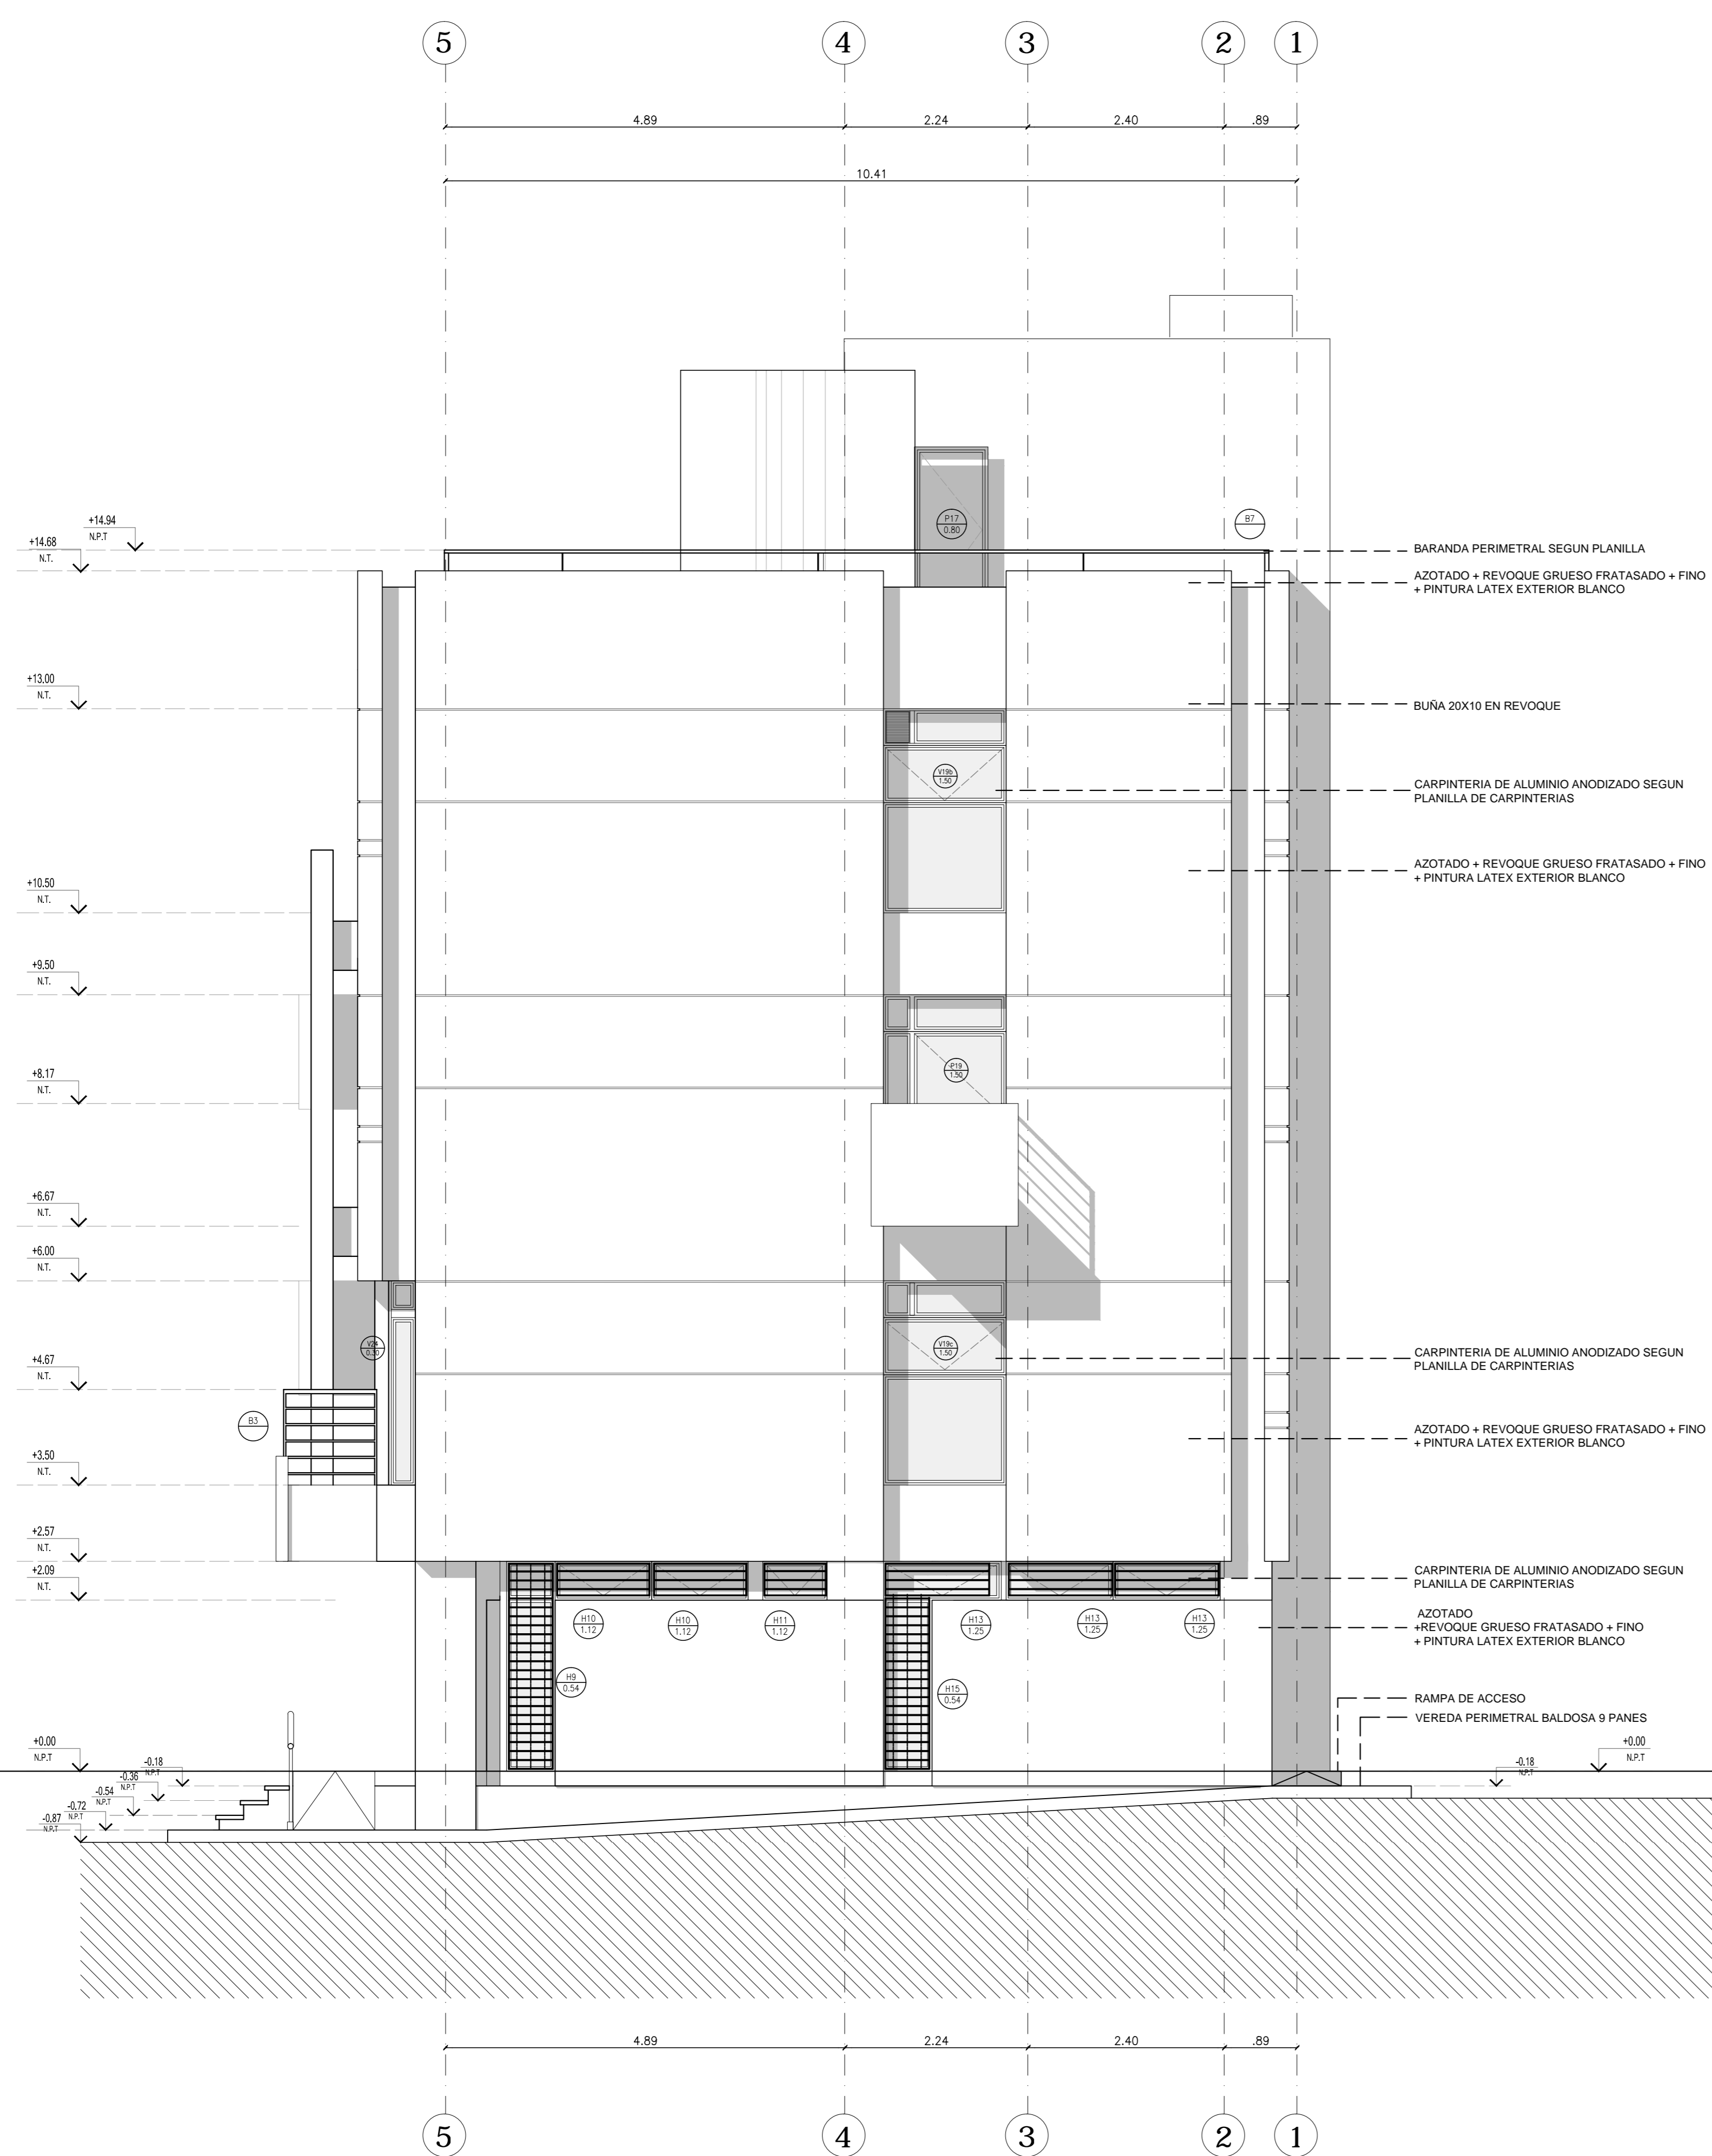 5 4 3 2 1
4.89 2.24 2.40 .89
10.41
P17
0.80
B7
+14.94
N.P.T
+14.68
N.T.
BARANDA PERIMETRAL SEGUN PLANILLA
AZOTADO + REVOQUE GRUESO FRATASADO + FINO
+ PINTURA LATEX EXTERIOR BLANCO
+13,00
N.T.
BUÑA 20X10 EN REVOQUE
V19b
1.50
CARPINTERIA DE ALUMINIO ANODIZADO SEGUN
PLANILLA DE CARPINTERIAS
AZOTADO + REVOQUE GRUESO FRATASADO + FINO
+ PINTURA LATEX EXTERIOR BLANCO
+10.50
N.T.
+9.50
N.T.
P19
1.50
+8.17
N.T.
+6.67
N.T.
+6.00
N.T.
V24
0.30
V19c
1.50
CARPINTERIA DE ALUMINIO ANODIZADO SEGUN
PLANILLA DE CARPINTERIAS
+4.67
N.T.
B3
AZOTADO + REVOQUE GRUESO FRATASADO + FINO
+ PINTURA LATEX EXTERIOR BLANCO
+3.50
N.T.
+2.57
N.T.
+2.09
N.T.
CARPINTERIA DE ALUMINIO ANODIZADO SEGUN
PLANILLA DE CARPINTERIAS
H10
1.12
H10
1.12
H11
1.12
H13
1.25
H13
1.25
H13
1.25
AZOTADO
+REVOQUE GRUESO FRATASADO + FINO
+ PINTURA LATEX EXTERIOR BLANCO
H9
0.54
H15
0.54
RAMPA DE ACCESO
VEREDA PERIMETRAL BALDOSA 9 PANES
+0.00
N.P.T
+0.00
N.P.T
-0.18
N.P.T
-0.18
N.P.T
-0.36
N.P.T
-0.54
N.P.T
-0.72
N.P.T
-0.87
N.P.T
4.89 2.24 2.40 .89
5 4 3 2 1